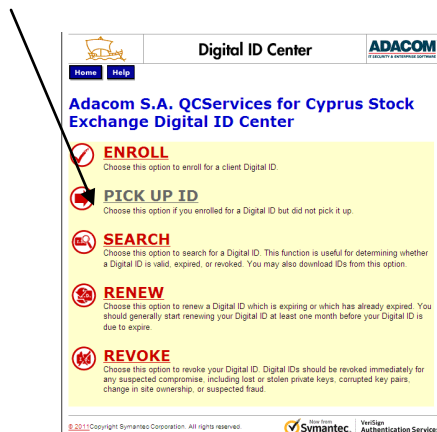 Digital ID Center
ADACOM
IT SECURITY & ENTERPRISE SOFTWARE
Home Help
Adacom S.A. QCServices for Cyprus Stock
Exchange Digital ID Center
ENROLL
Choose this option to enroll for a client Digital ID.
PICK UP ID
Choose this option if you enrolled for a Digital ID but did not pick it up.
SEARCH
Choose this option to search for a Digital ID. This function is useful for determining whether
a Digital ID is valid, expired, or revoked. You may also download IDs from this option.
RENEW
Choose this option to renew a Digital ID which is expiring or which has already expired. You
should generally start renewing your Digital ID at least one month before your Digital ID is
due to expire.
REVOKE
Choose this option to revoke your Digital ID. Digital IDs should be revoked immediately for
any suspected compromise, including lost or stolen private keys, corrupted key pairs,
change in site ownership, or suspected fraud.
© 2011 Copyright Symantec Corporation. All rights reserved.
Now from
Symantec.
VeriSign
Authentication Services